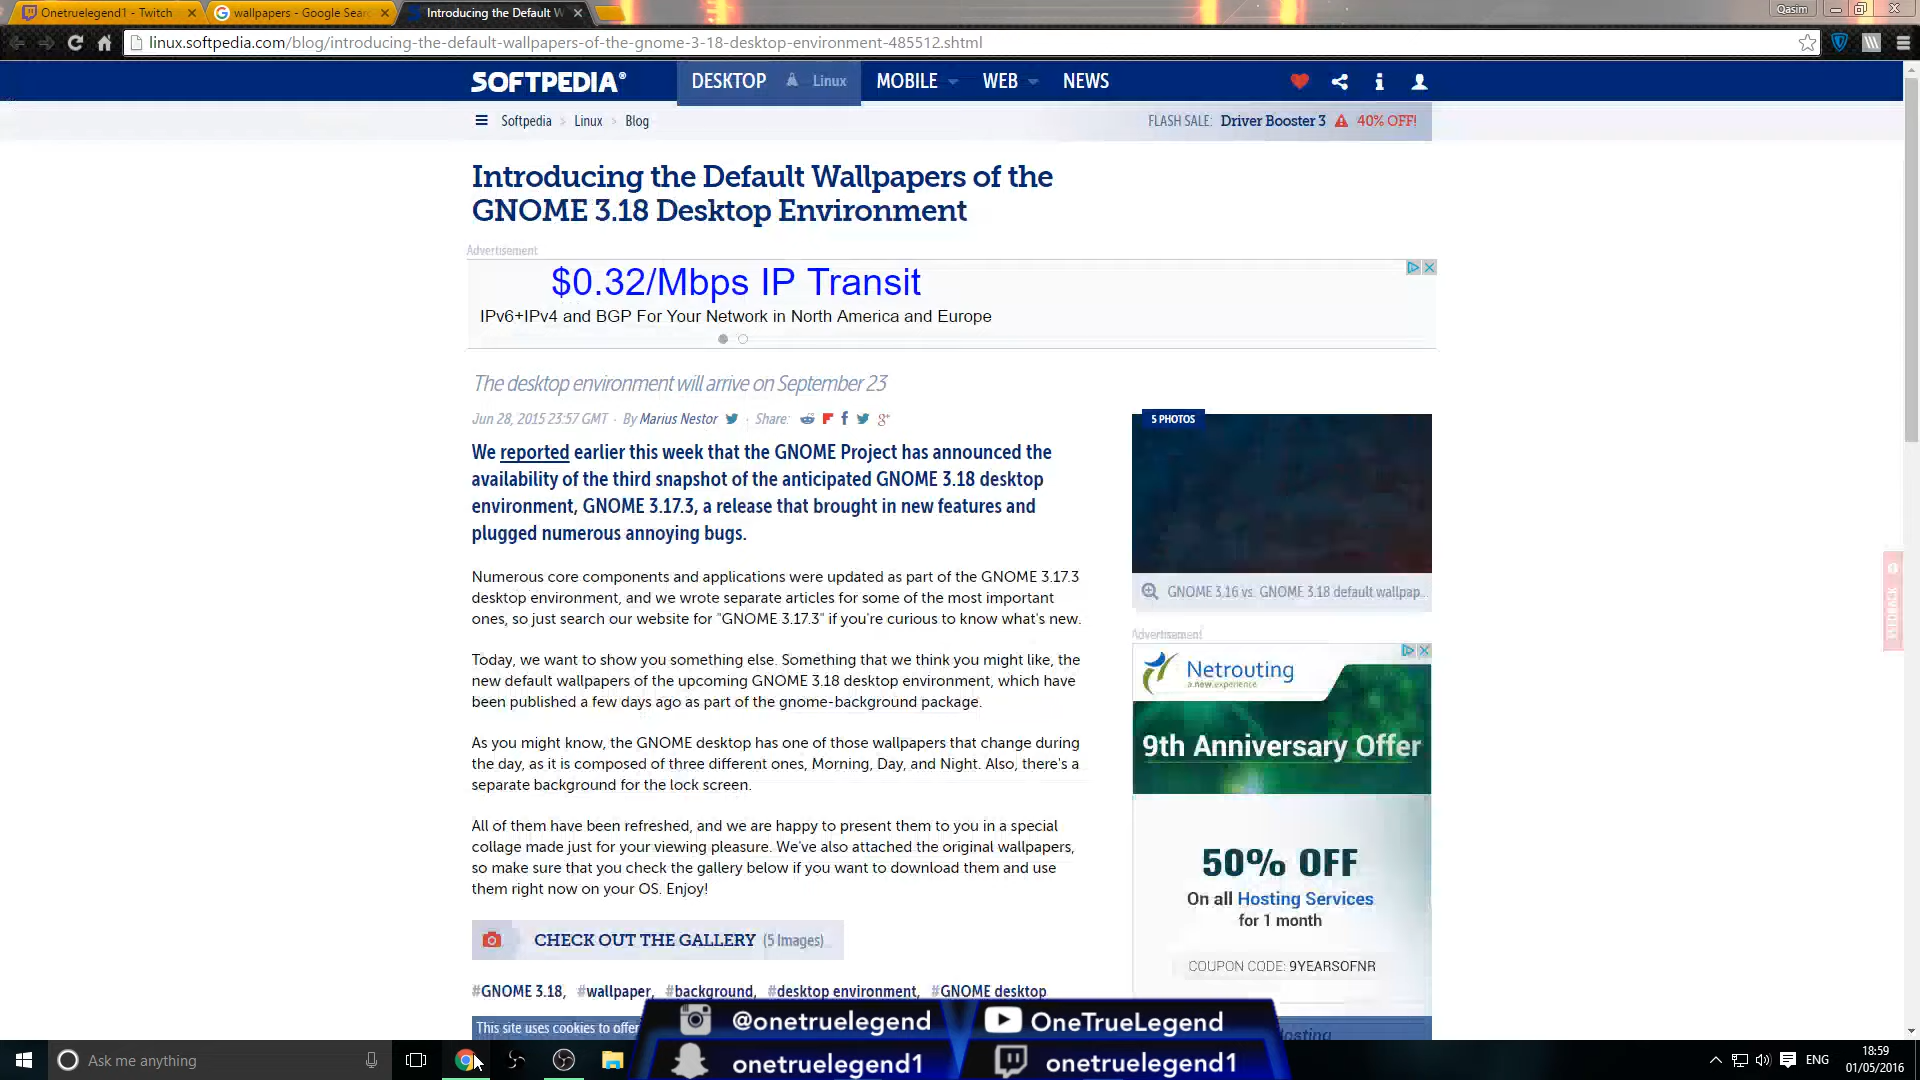 Onetruelegend1 - Twitch
wallpapers - Google Sear
Introducing the Default W
Qasim
linux.softpedia.com/blog/introducing-the-default-wallpapers-of-the-gnome-3-18-desktop-environment-485512.shtml
SOFTPEDIA®
DESKTOP
Linux
MOBILE
WEB
NEWS
Softpedia > Linux > Blog
FLASH SALE: Driver Booster 3 40% OFF!
Introducing the Default Wallpapers of the
GNOME 3.18 Desktop Environment
Advertisement
$0.32/Mbps IP Transit
IPv6+IPv4 and BGP For Your Network in North America and Europe
The desktop environment will arrive on September 23
Jun 28, 2015 23:57 GMT · By Marius Nestor · Share:
We reported earlier this week that the GNOME Project has announced the
availability of the third snapshot of the anticipated GNOME 3.18 desktop
environment, GNOME 3.17.3, a release that brought in new features and
plugged numerous annoying bugs.
Numerous core components and applications were updated as part of the GNOME 3.17.3
desktop environment, and we wrote separate articles for some of the most important
ones, so just search our website for "GNOME 3.17.3" if you're curious to know what's new.
Today, we want to show you something else. Something that we think you might like, the
new default wallpapers of the upcoming GNOME 3.18 desktop environment, which have
been published a few days ago as part of the gnome-background package.
As you might know, the GNOME desktop has one of those wallpapers that change during
the day, as it is composed of three different ones, Morning, Day, and Night. Also, there's a
separate background for the lock screen.
All of them have been refreshed, and we are happy to present them to you in a special
collage made just for your viewing pleasure. We've also attached the original wallpapers,
so make sure that you check the gallery below if you want to download them and use
them right now on your OS. Enjoy!
CHECK OUT THE GALLERY (5 Images)
#GNOME 3.18, #wallpaper, #background, #desktop environment, #GNOME desktop
This site uses cookies to offer
5 PHOTOS
GNOME 3.16 vs. GNOME 3.18 default wallpap...
Advertisement
Netrouting
a new experience
9th Anniversary Offer
50% OFF
On all Hosting Services
for 1 month
COUPON CODE: 9YEARSOFNR
FEEDBACK
@onetruelegend
OneTrueLegend
onetruelegend1
onetruelegend1
Ask me anything
ENG
18:59
01/05/2016